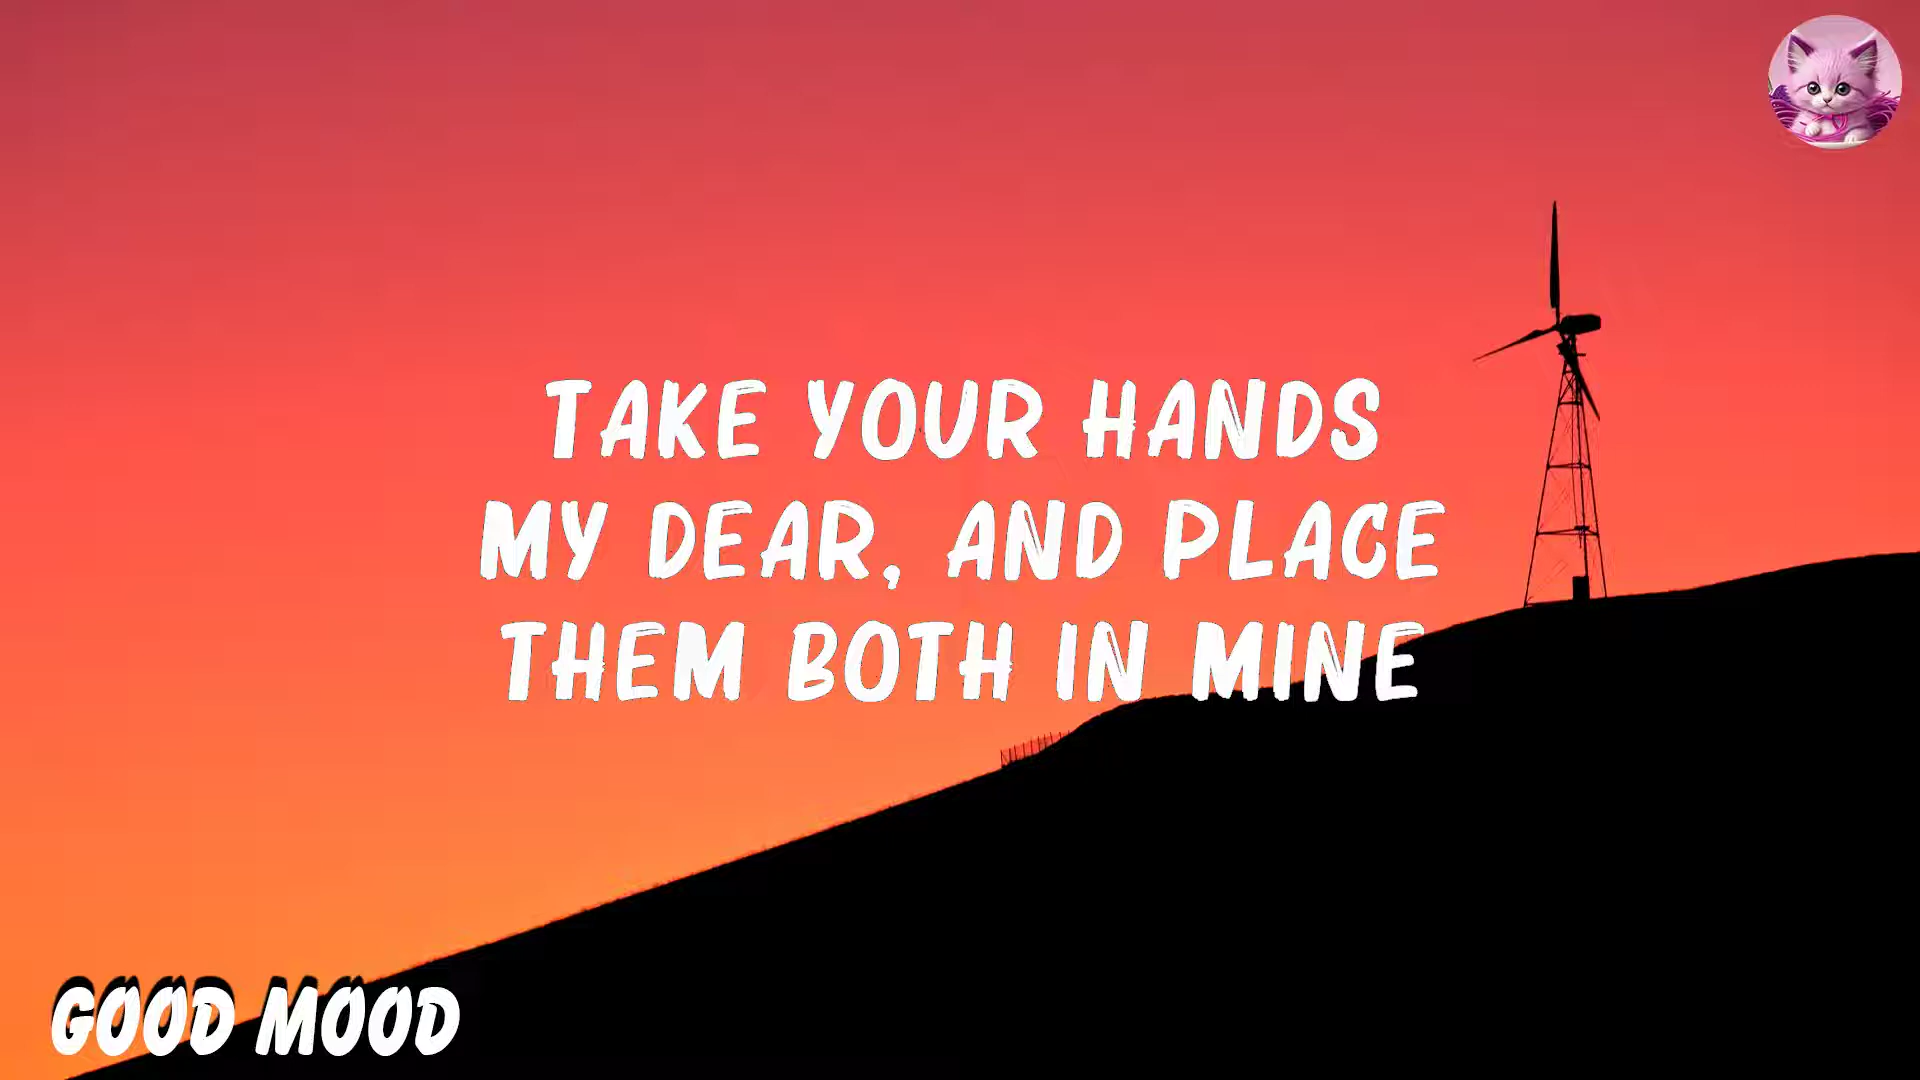 TAKE YOUR HANDS
MY DEAR, AND PLACE
THEM BOTH IN MINE
GOOD MOOD